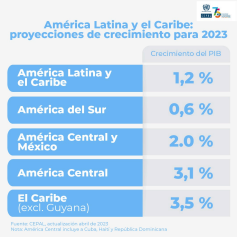 América Latina y el Caribe:
proyecciones de crecimiento para 2023
Crecimiento del PIB
América Latina y
el Caribe
1,2 %
América del Sur
0,6 %
América Central y
México
2.0 %
América Central
3,1 %
El Caribe
(excl. Guyana)
3,5 %
Fuente: CEPAL, actualización abril de 2023
Nota: América Central incluye a Cuba, Haití y República Dominicana